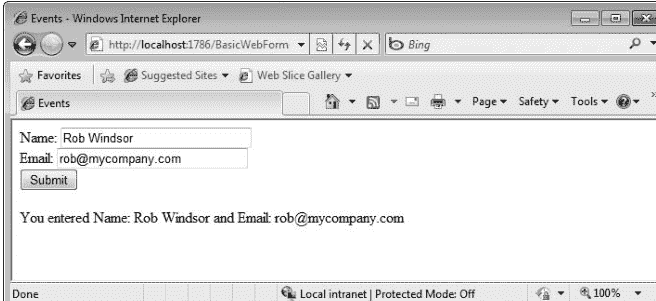 Events - Windows Internet Explorer
http://localhost:1786/BasicWebForm
Bing
Favorites Suggested Sites Web Slice Gallery
Events Page Safety Tools
Name: Rob Windsor
Email: rob@mycompany.com
Submit
You entered Name: Rob Windsor and Email: rob@mycompany.com
Done Local intranet | Protected Mode: Off 100%